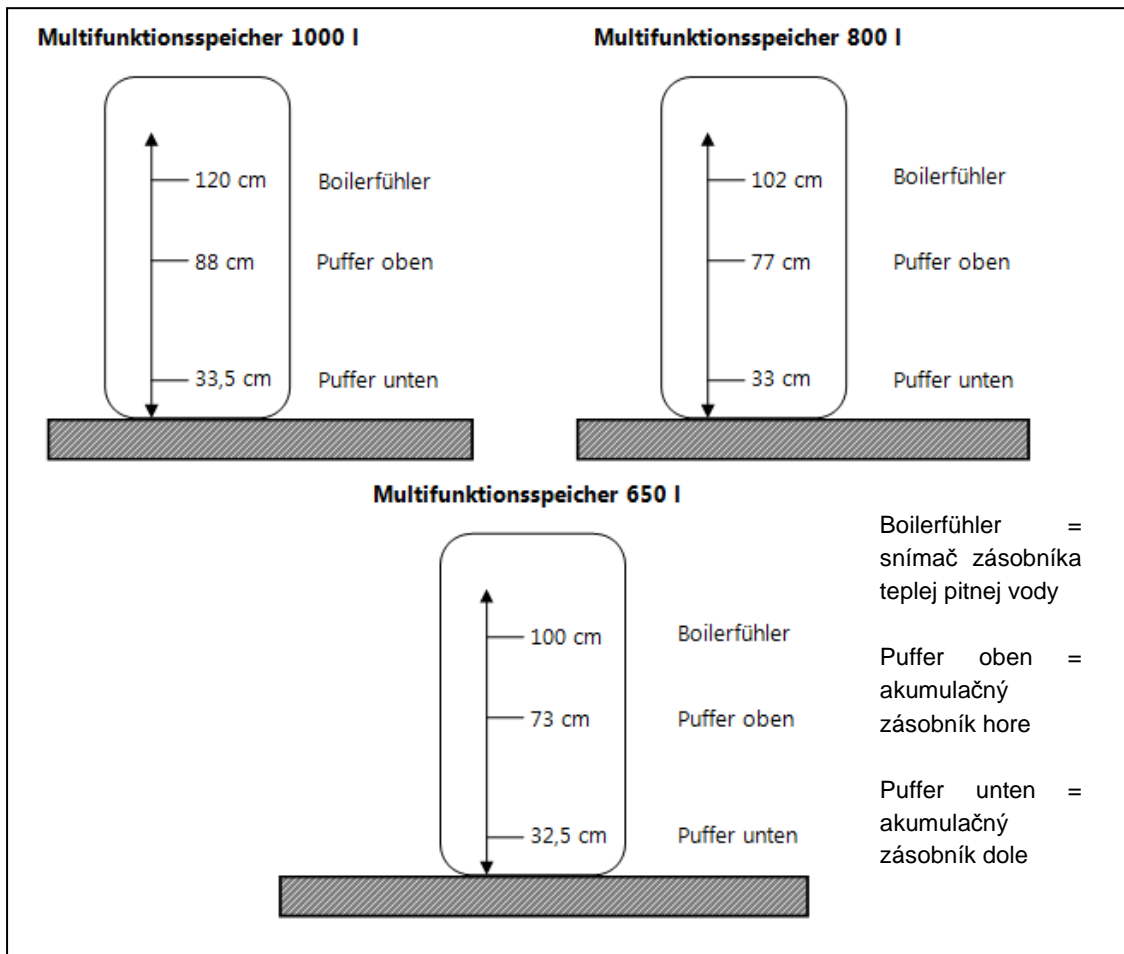 Multifunktionsspeicher 1000 l
120 cm Boilerfühler
88 cm Puffer oben
33,5 cm Puffer unten
Multifunktionsspeicher 800 l
102 cm Boilerfühler
77 cm Puffer oben
33 cm Puffer unten
Multifunktionsspeicher 650 l
100 cm Boilerfühler
73 cm Puffer oben
32,5 cm Puffer unten
Boilerfühler =
snímač zásobníka
teplej pitnej vody
Puffer oben =
akumulačný
zásobník hore
Puffer unten =
akumulačný
zásobník dole